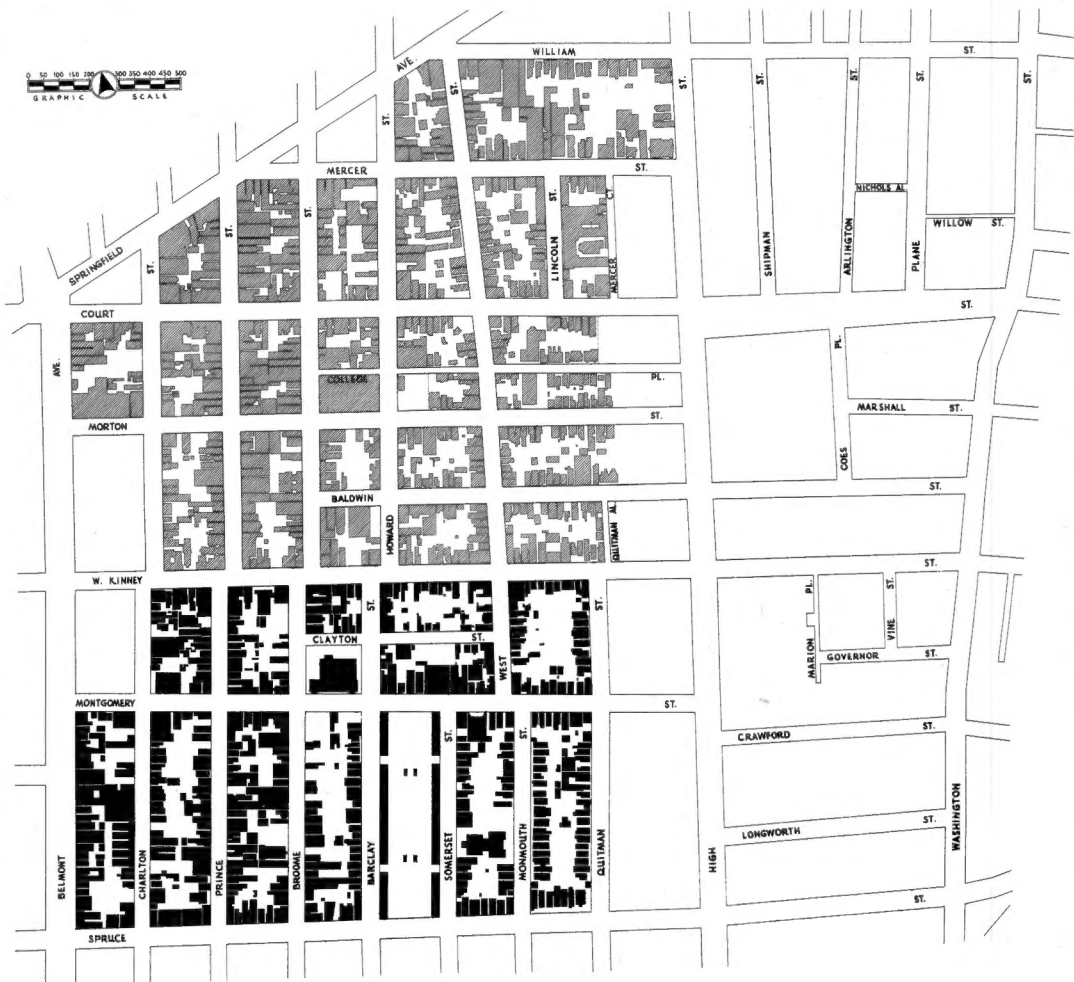 WILLIAM ST.
AVE.
0 50 100 150 200 300 350 400 450 500
GRAPHIC SCALE
ST.
ST.
ST.
ST.
ST.
ST.
MERCER ST.
NICHOLS AL.
ST.
ST.
ST.
LINCOLN
MERCER CT.
WILLOW ST.
SPRINGFIELD
ST.
SHIPMAN
ARLINGTON
PLANE
COURT ST.
AVE.
PL.
COLLEGE PL.
MARSHALL ST.
MORTON ST.
COES
BALDWIN ST.
HOWARD
QUITMAN AL.
W. KINNEY ST.
ST.
ST.
PL.
ST.
CLAYTON ST.
WEST
MARION
VINE
GOVERNOR ST.
MONTGOMERY ST.
ST.
ST.
CRAWFORD ST.
LONGWORTH ST.
WASHINGTON
BELMONT
CHARLTON
PRINCE
BROOME
BARCLAY
SOMERSET
MONMOUTH
QUITMAN
HIGH
SPRUCE ST.